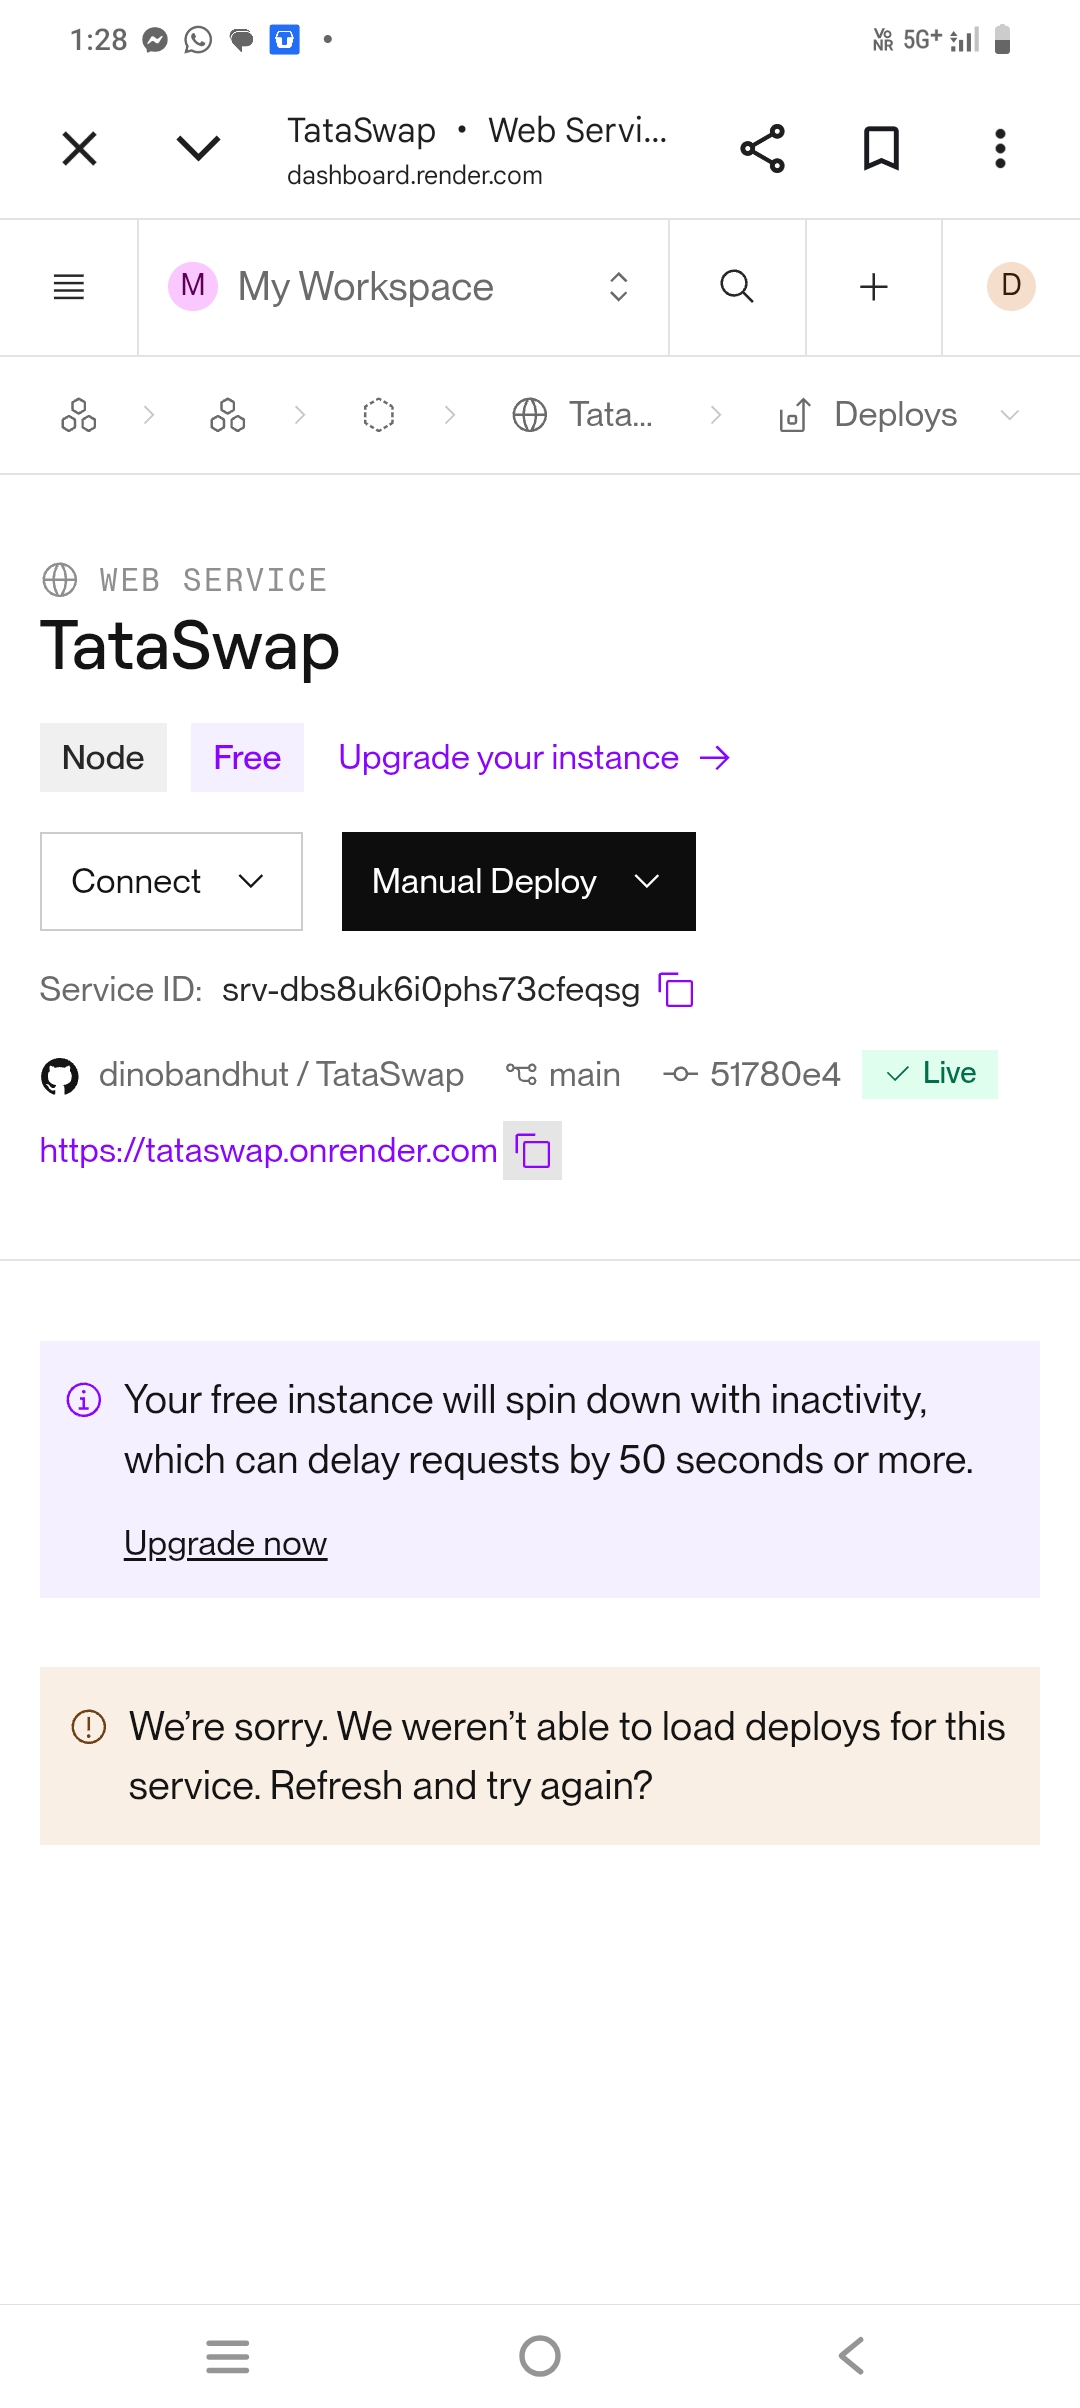 1:28
VoNR 5G+
TataSwap • Web Servi...
dashboard.render.com
M My Workspace D
Tata... Deploys
WEB SERVICE
TataSwap
Node Free Upgrade your instance →
Connect Manual Deploy
Service ID: srv-dbs8uk6i0phs73cfeqsg
dinobandhut / TataSwap main 51780e4 Live
https://tataswap.onrender.com
Your free instance will spin down with inactivity,
which can delay requests by 50 seconds or more.
Upgrade now
We’re sorry. We weren’t able to load deploys for this
service. Refresh and try again?